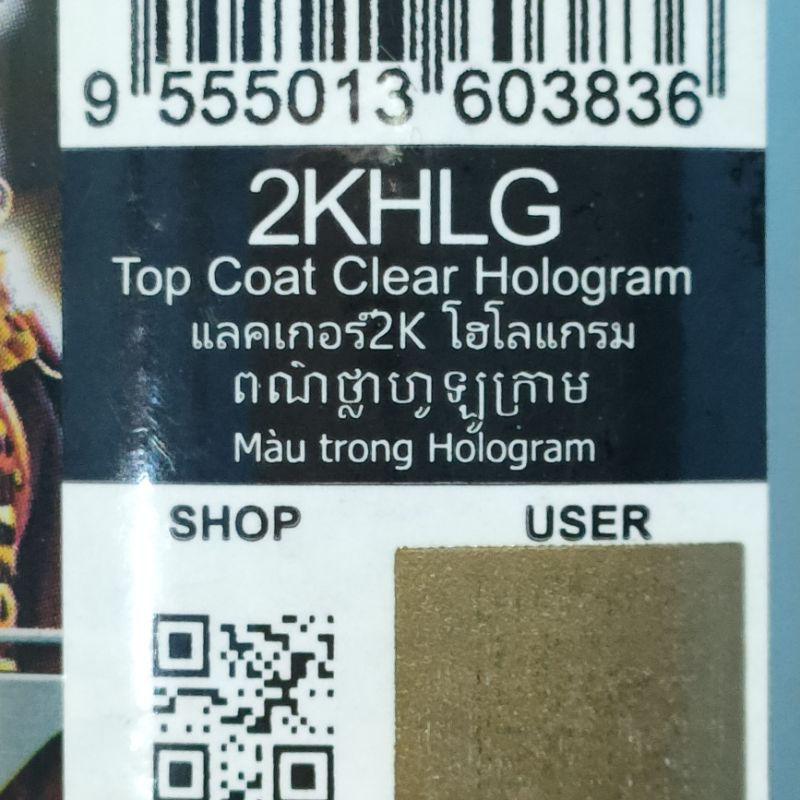 9 555013 603836
2KHLG
Top Coat Clear Hologram
แลคเกอร์2K โฮโลแกรม
ពណ៌ថ្លាហូឡូក្រាម
Màu trong Hologram
SHOP USER